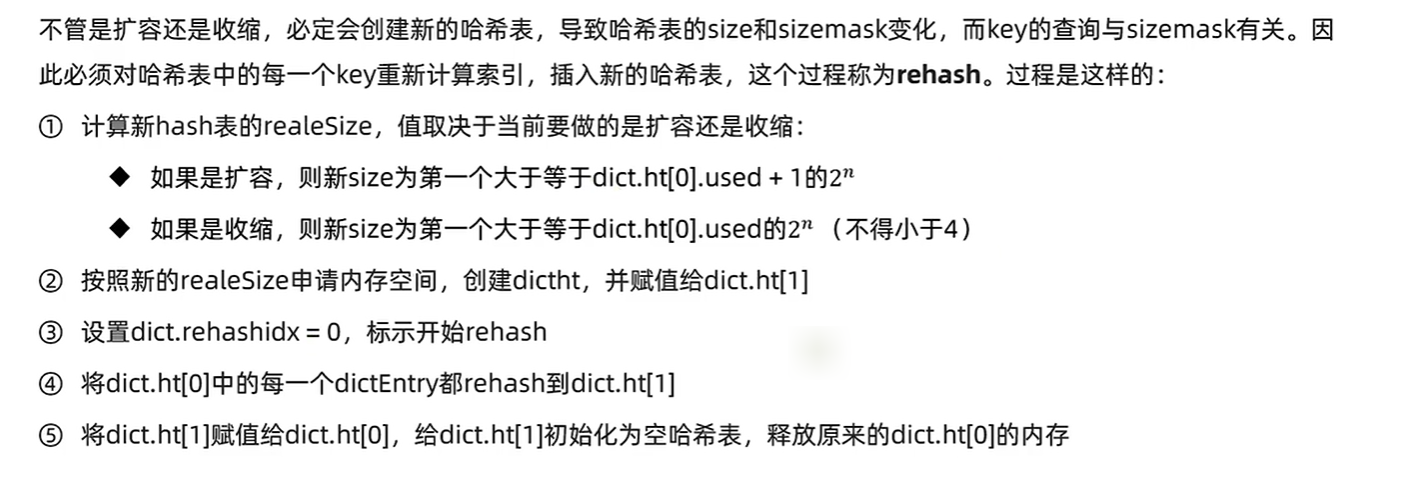 不管是扩容还是收缩，必定会创建新的哈希表，导致哈希表的size和sizemask变化，而key的查询与sizemask有关。因
此必须对哈希表中的每一个key重新计算索引，插入新的哈希表，这个过程称为rehash。过程是这样的：
① 计算新hash表的realeSize，值取决于当前要做的是扩容还是收缩：
◆ 如果是扩容，则新size为第一个大于等于dict.ht[0].used + 1的2ⁿ
◆ 如果是收缩，则新size为第一个大于等于dict.ht[0].used的2ⁿ（不得小于4）
② 按照新的realeSize申请内存空间，创建dictht，并赋值给dict.ht[1]
③ 设置dict.rehashidx = 0，标示开始rehash
④ 将dict.ht[0]中的每一个dictEntry都rehash到dict.ht[1]
⑤ 将dict.ht[1]赋值给dict.ht[0]，给dict.ht[1]初始化为空哈希表，释放原来的dict.ht[0]的内存